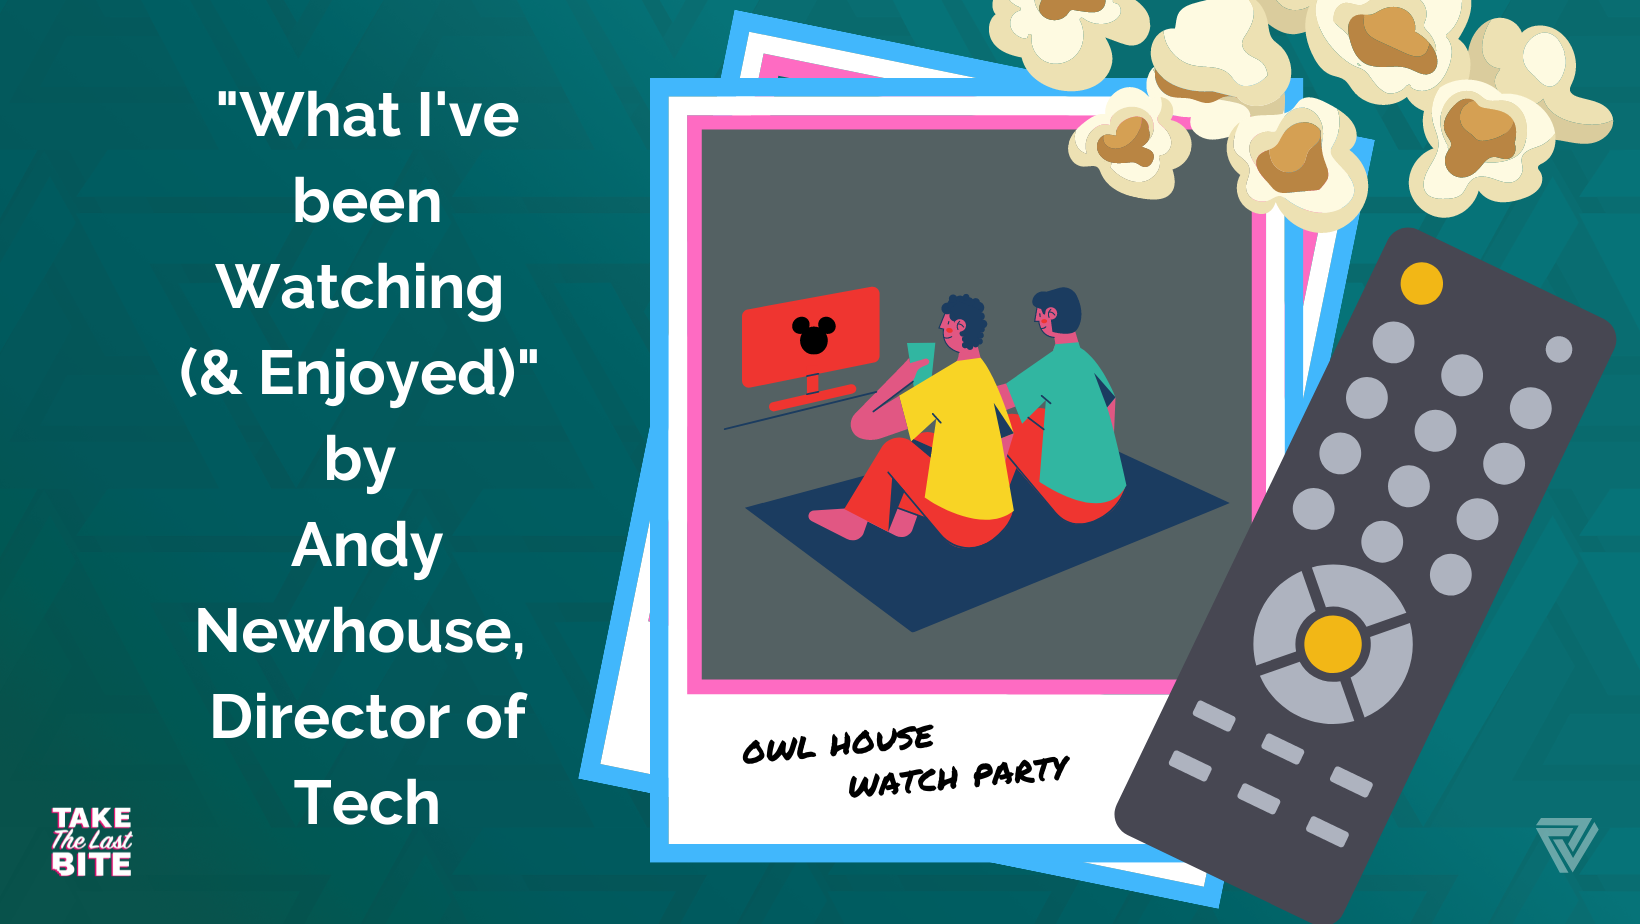 "What I've
been
Watching
(& Enjoyed)"
by
Andy
Newhouse,
Director of
Tech
OWL HOUSE
WATCH PARTY
TAKE
The Last
BITE